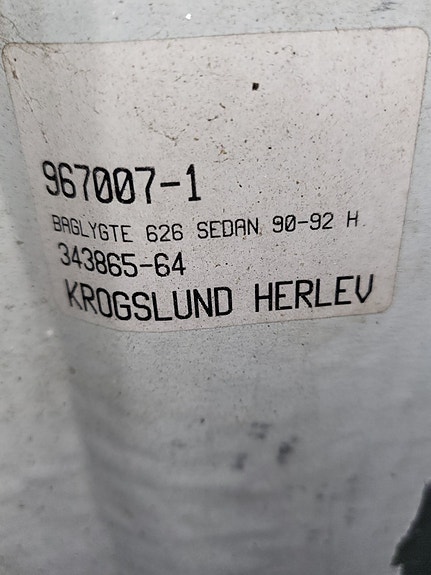 967007-1
BAGLYGTE 626 SEDAN 90-92 H
343865-64
KROGSLUND HERLEV